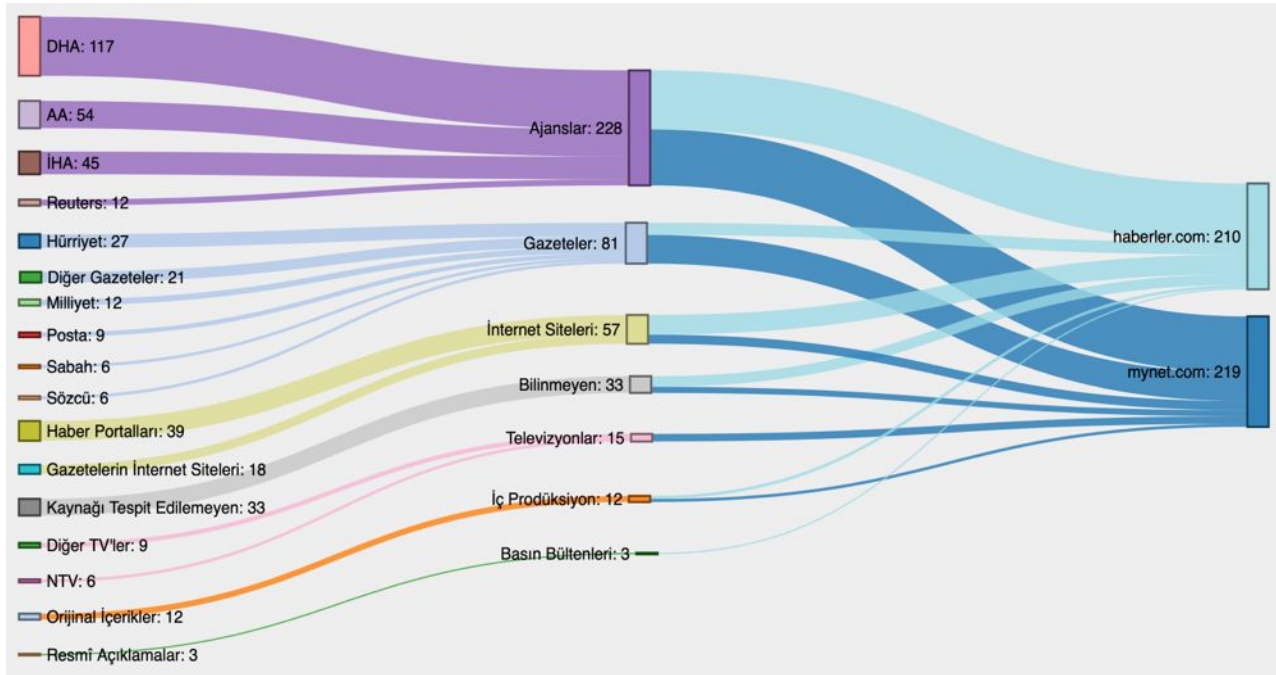 DHA: 117
AA: 54
İHA: 45
Reuters: 12
Hürriyet: 27
Diğer Gazeteler: 21
Milliyet: 12
Posta: 9
Sabah: 6
Sözcü: 6
Haber Portalları: 39
Gazetelerin İnternet Siteleri: 18
Kaynağı Tespit Edilemeyen: 33
Diğer TV'ler: 9
NTV: 6
Orijinal İçerikler: 12
Resmî Açıklamalar: 3
Ajanslar: 228
Gazeteler: 81
İnternet Siteleri: 57
Bilinmeyen: 33
Televizyonlar: 15
İç Prodüksiyon: 12
Basın Bültenleri: 3
haberler.com: 210
mynet.com: 219